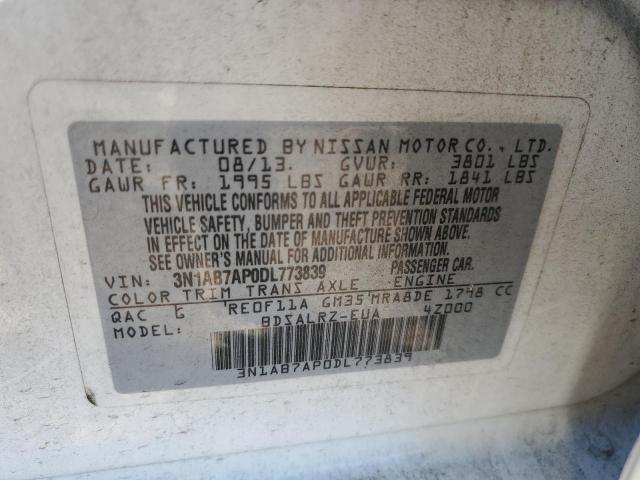 MANUFACTURED BY NISSAN MOTOR CO., LTD.
DATE: 08/13. GVWR: 3801 LBS
GAWR FR: 1995 LBS GAWR RR: 1841 LBS
THIS VEHICLE CONFORMS TO ALL APPLICABLE FEDERAL MOTOR
VEHICLE SAFETY, BUMPER AND THEFT PREVENTION STANDARDS
IN EFFECT ON THE DATE OF MANUFACTURE SHOWN ABOVE.
SEE OWNER'S MANUAL FOR ADDITIONAL INFORMATION.
VIN: 3N1AB7AP0DL773839 PASSENGER CAR.
COLOR TRIM TRANS AXLE ENGINE
QAC G RE0F11A GM35 MRA8DE 1798 CC
MODEL: BDSALRZ-EUA 4Z000
3N1AB7AP0DL773839